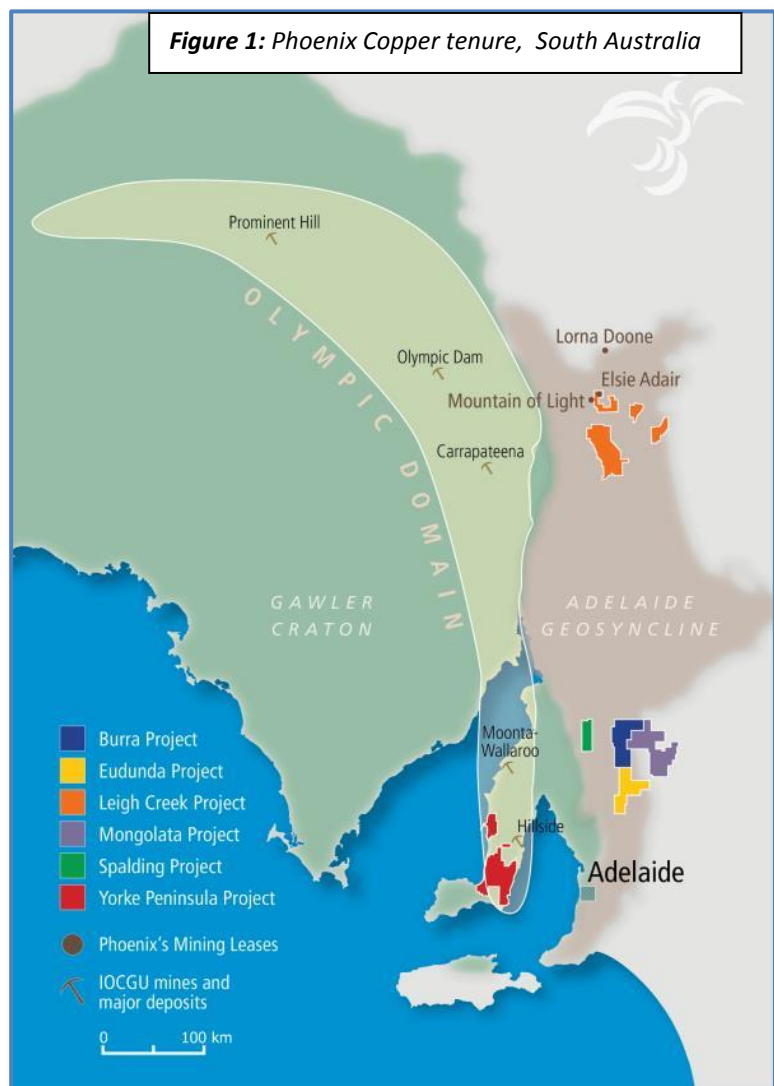 Figure 1: Phoenix Copper tenure, South Australia
Prominent Hill
OLYMPIC DOMAIN
Olympic Dam
Carrapateena
Lorna Doone
Elsie Adair
Mountain of Light
GAWLER
CRATON
ADELAIDE
GEOSYNCLINE
Moonta-
Wallaroo
Hillside
Adelaide
Burra Project
Eudunda Project
Leigh Creek Project
Mongolata Project
Spalding Project
Yorke Peninsula Project
Phoenix's Mining Leases
IOCGU mines and
major deposits
0 100 km